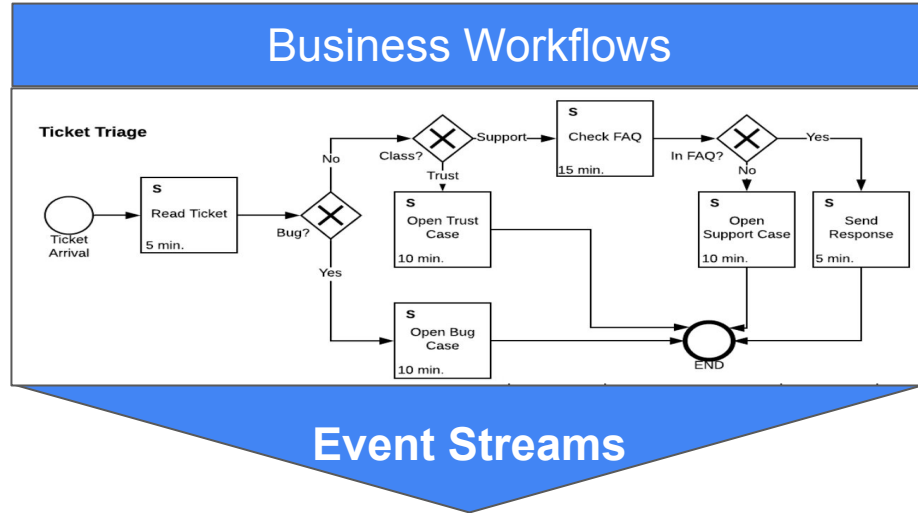 Business Workflows
Ticket Triage
Ticket
Arrival
S
Read Ticket
5 min.
Bug?
No
Yes
Class?
Support
Trust
S
Check FAQ
15 min.
In FAQ?
No
Yes
S
Open Trust
Case
10 min.
S
Open
Support Case
10 min.
S
Send
Response
5 min.
S
Open Bug
Case
10 min.
END
Event Streams